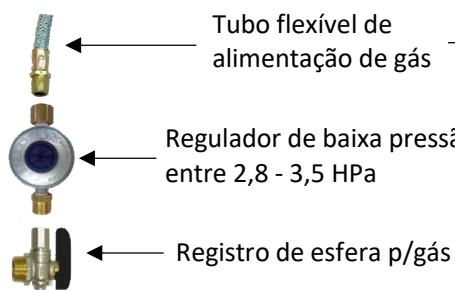 Tubo flexível de
alimentação de gás
Regulador de baixa pressã
entre 2,8 - 3,5 HPa
Registro de esfera p/gás